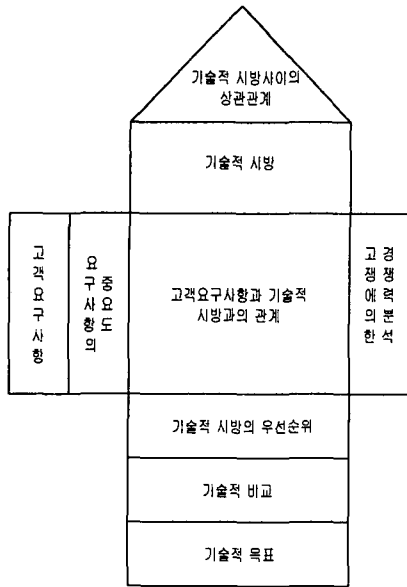 기술적 시방사이의
상관관계
기술적 시방
고객요구사항
요구사항의
중요도
고객요구사항과 기술적
시방과의 관계
고쟁에의한
경쟁력분석
기술적 시방의 우선순위
기술적 비교
기술적 목표